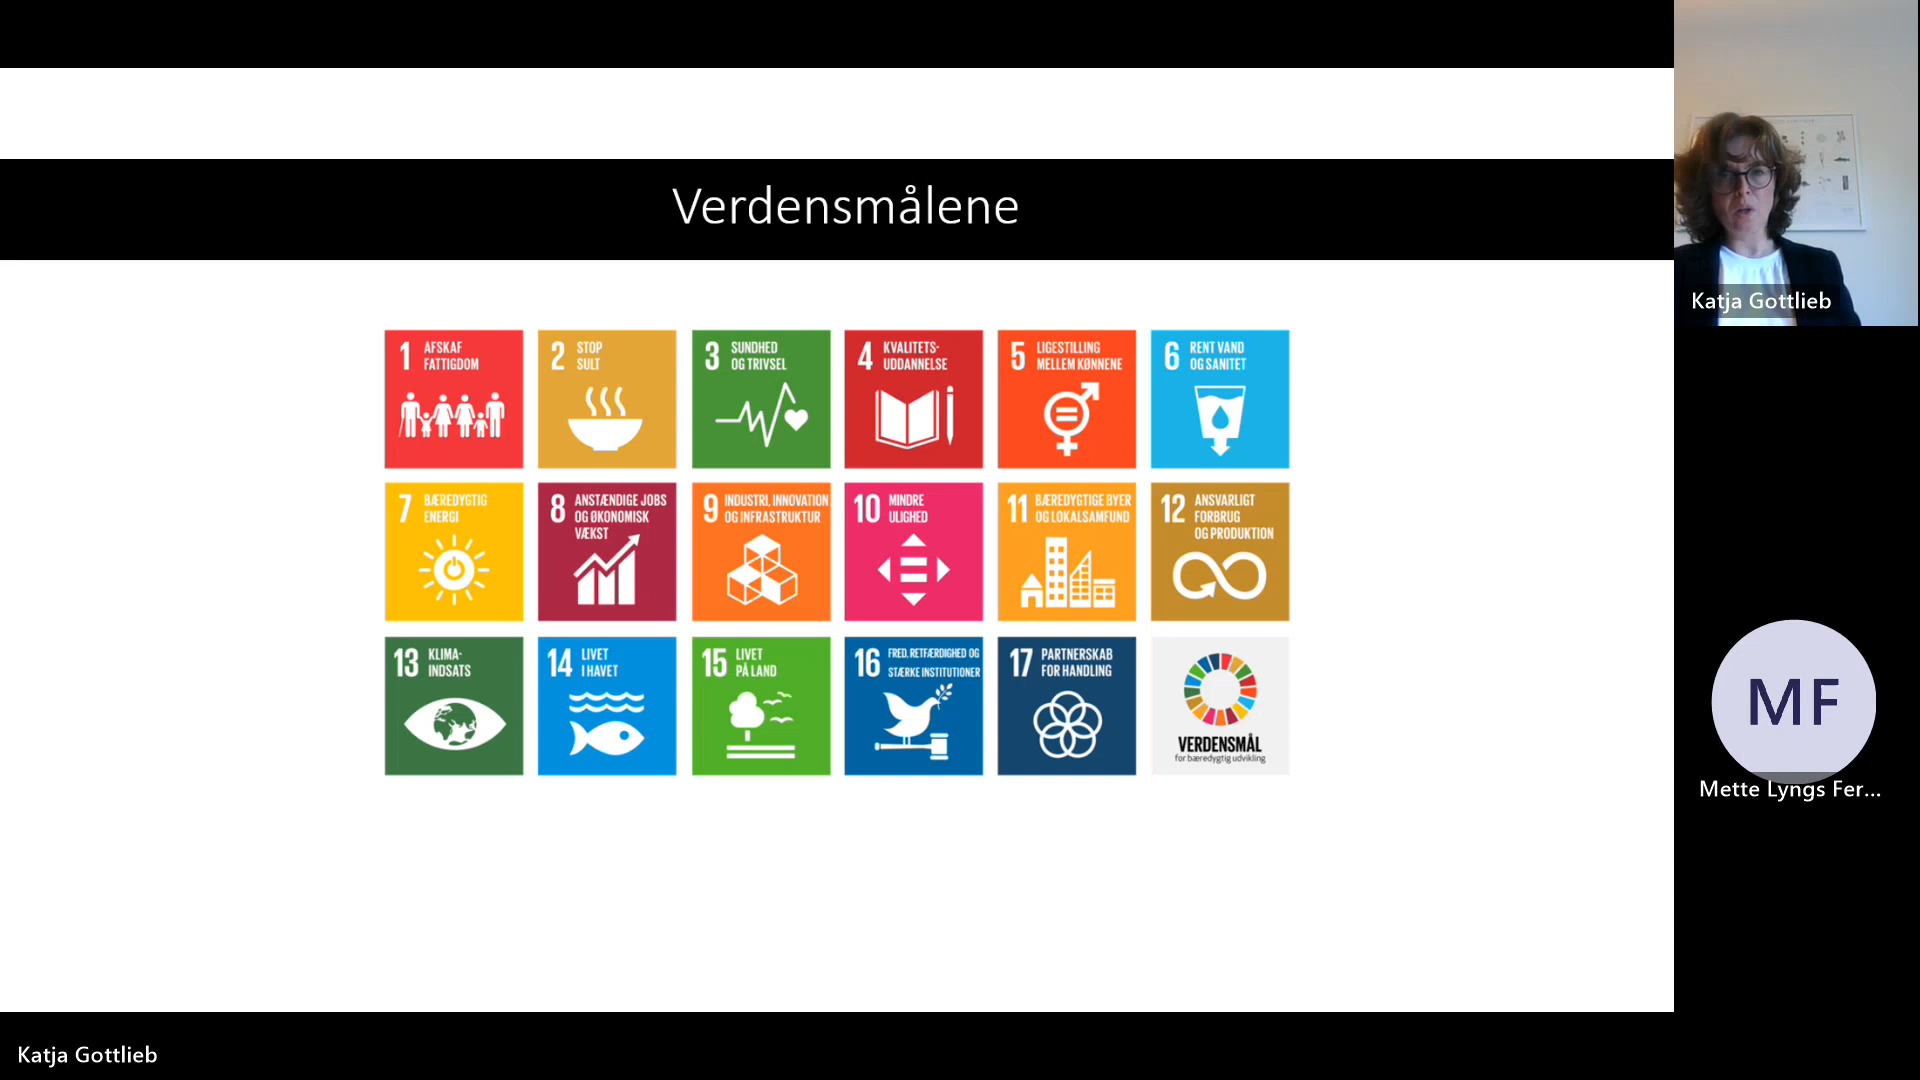 Verdensmålene
1 AFSKAF
FATTIGDOM
2 STOP
SULT
3 SUNDHED
OG TRIVSEL
4 KVALITETS-
UDDANNELSE
5 LIGESTILLING
MELLEM KØNNENE
6 RENT VAND
OG SANITET
7 BÆREDYGTIG
ENERGI
8 ANSTÆNDIGE JOBS
OG ØKONOMISK
VÆKST
9 INDUSTRI, INNOVATION
OG INFRASTRUKTUR
10 MINDRE
ULIGHED
11 BÆREDYGTIGE BYER
OG LOKALSAMFUND
12 ANSVARLIGT
FORBRUG
OG PRODUKTION
13 KLIMA-
INDSATS
14 LIVET
I HAVET
15 LIVET
PÅ LAND
16 FRED, RETFÆRDIGHED OG
STÆRKE INSTITUTIONER
17 PARTNERSKAB
FOR HANDLING
VERDENSMÅL
for bæredygtig udvikling
Katja Gottlieb
MF
Mette Lyngs Fer...
Katja Gottlieb